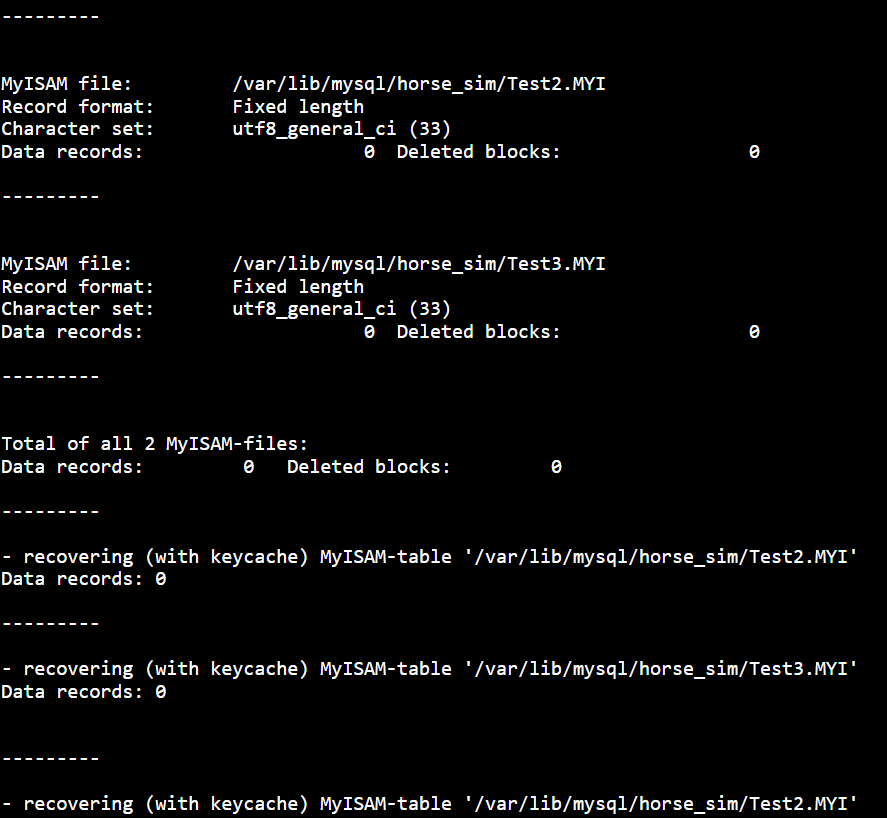 ---------
MyISAM file:         /var/lib/mysql/horse_sim/Test2.MYI
Record format:       Fixed length
Character set:       utf8_general_ci (33)
Data records:                    0  Deleted blocks:                 0
---------
MyISAM file:         /var/lib/mysql/horse_sim/Test3.MYI
Record format:       Fixed length
Character set:       utf8_general_ci (33)
Data records:                    0  Deleted blocks:                 0
---------
Total of all 2 MyISAM-files:
Data records:         0   Deleted blocks:         0
---------
- recovering (with keycache) MyISAM-table '/var/lib/mysql/horse_sim/Test2.MYI'
Data records: 0
---------
- recovering (with keycache) MyISAM-table '/var/lib/mysql/horse_sim/Test3.MYI'
Data records: 0
---------
- recovering (with keycache) MyISAM-table '/var/lib/mysql/horse_sim/Test2.MYI'